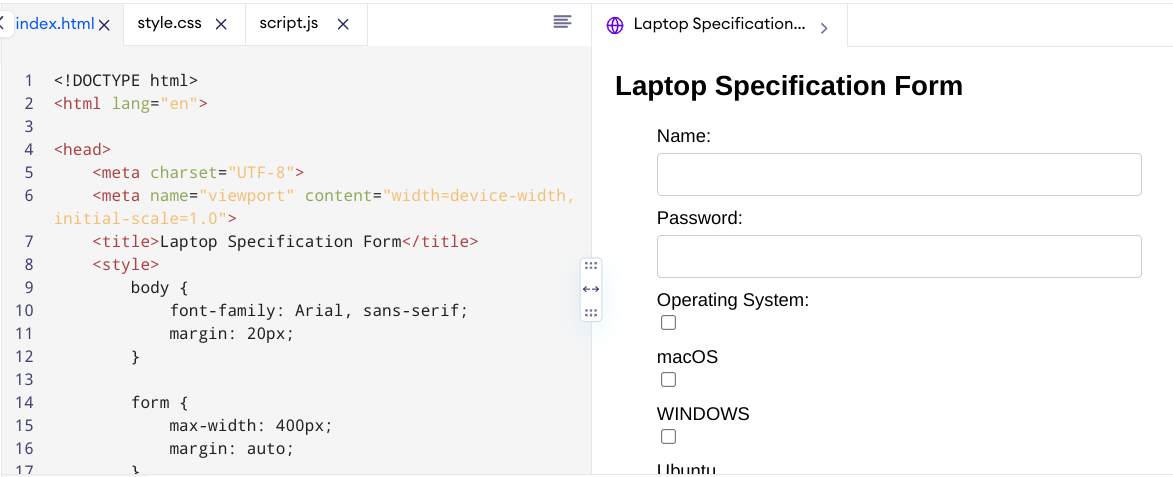 index.html
style.css
script.js
Laptop Specification...
1 <!DOCTYPE html>
2 <html lang="en">
3
4 <head>
5     <meta charset="UTF-8">
6     <meta name="viewport" content="width=device-width,
initial-scale=1.0">
7     <title>Laptop Specification Form</title>
8     <style>
9         body {
10             font-family: Arial, sans-serif;
11             margin: 20px;
12         }
13
14         form {
15             max-width: 400px;
16             margin: auto;
17         }
Laptop Specification Form
Name:
Password:
Operating System:
macOS
WINDOWS
Ubuntu